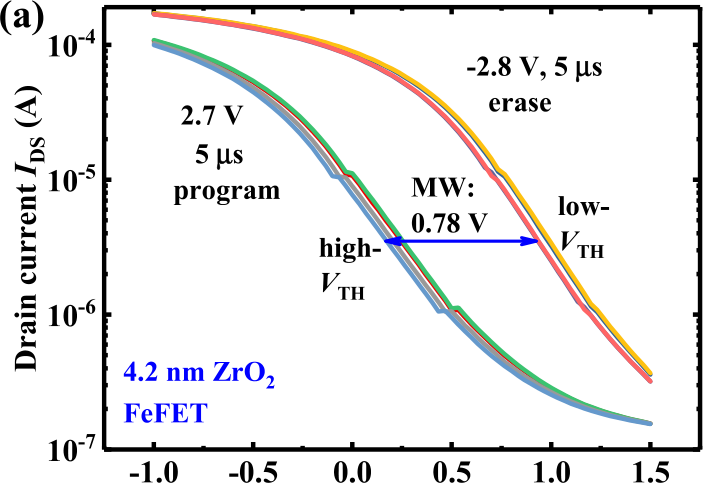 (a)
Drain current I_DS (A)
10⁻⁴
10⁻⁵
10⁻⁶
10⁻⁷
-2.8 V, 5 μs
erase
2.7 V
5 μs
program
MW:
0.78 V
low-
V_TH
high-
V_TH
4.2 nm ZrO₂
FeFET
-1.0 -0.5 0.0 0.5 1.0 1.5